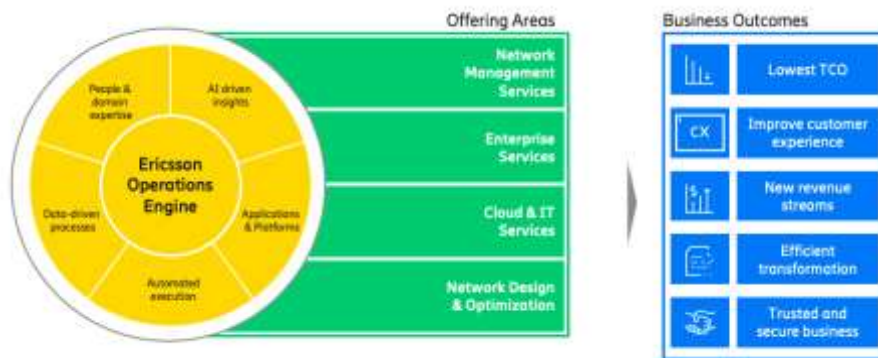 Offering Areas
Business Outcomes
People &
domain
expertise
AI driven
insights
Ericsson
Operations
Engine
Data-driven
processes
Applications
& Platforms
Automated
execution
Network
Management
Services
Enterprise
Services
Cloud & IT
Services
Network Design
& Optimization
Lowest TCO
CX
Improve customer
experience
$
New revenue
streams
Efficient
transformation
Trusted and
secure business